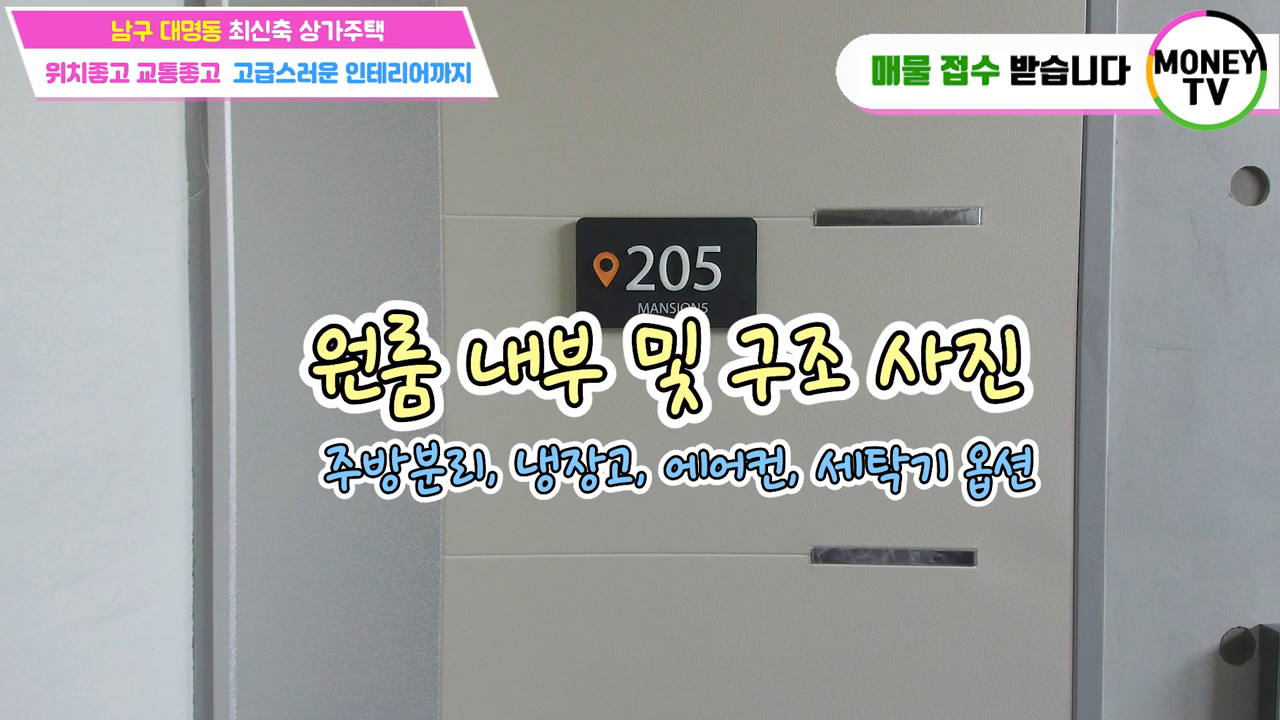 남구 대명동 최신축 상가주택
위치좋고 교통좋고 고급스러운 인테리어까지
매물 접수 받습니다
MONEY
TV
205
MANSION5
원룸 내부 및 구조 사진
주방분리, 냉장고, 에어컨, 세탁기 옵션